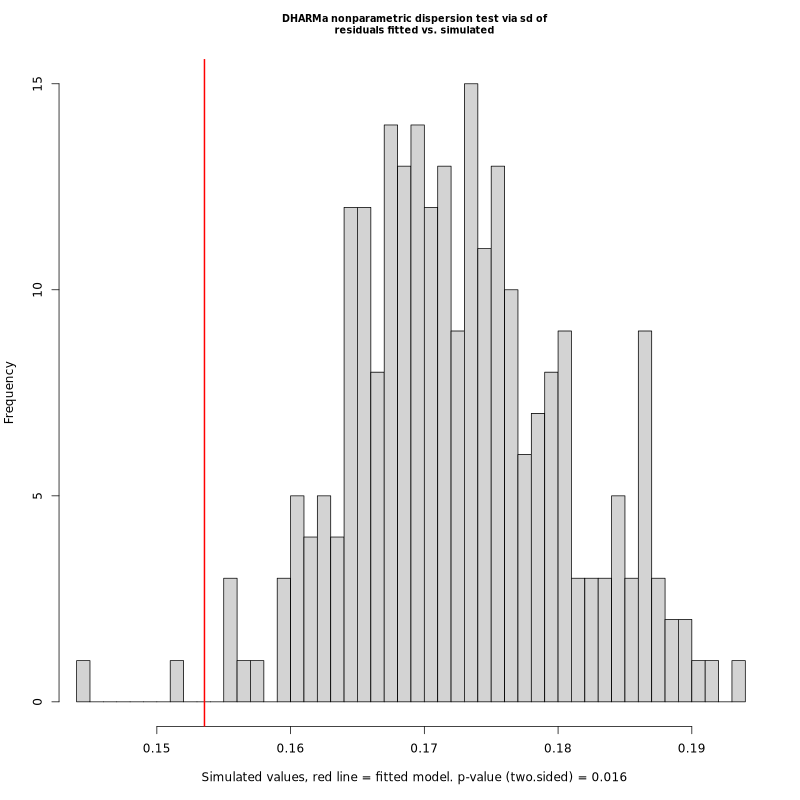 DHARMa nonparametric dispersion test via sd of
residuals fitted vs. simulated
15
10
5
0
Frequency
0.15 0.16 0.17 0.18 0.19
Simulated values, red line = fitted model. p-value (two.sided) = 0.016